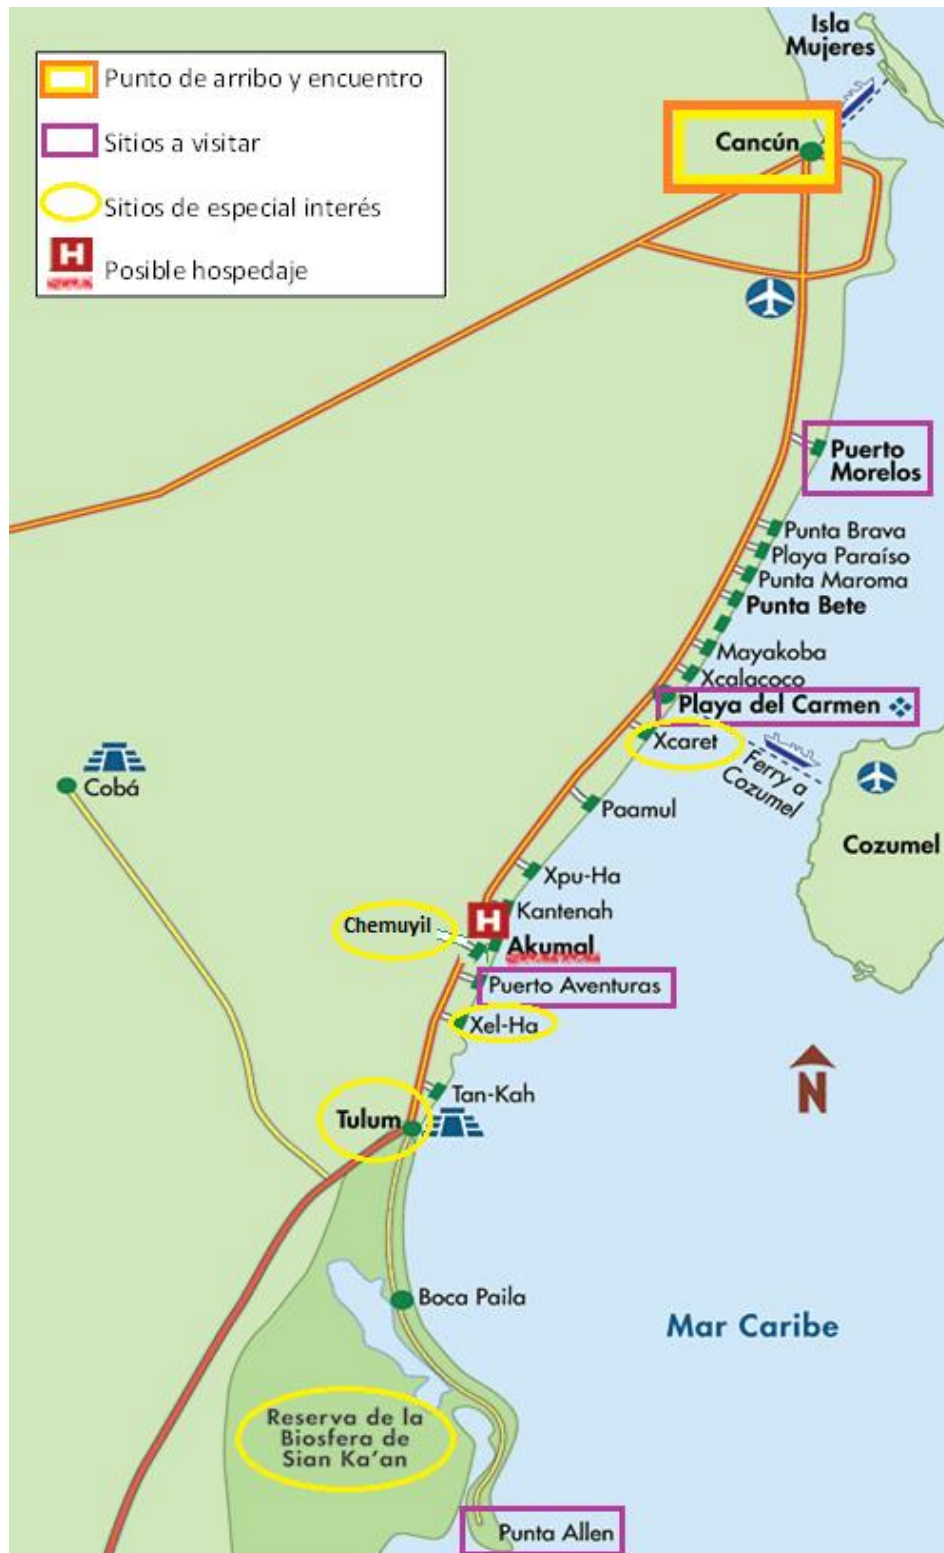 Punto de arribo y encuentro
Sitios a visitar
Sitios de especial interés
H
Posible hospedaje
Isla
Mujeres
Cancún
Puerto
Morelos
Punta Brava
Playa Paraíso
Punta Maroma
Punta Bete
Mayakoba
Xcalacoco
Playa del Carmen
Xcaret
Ferry a
Cozumel
Cobá
Paamul
Cozumel
Xpu-Ha
Kantenah
H
Chemuyil
Akumal
Puerto Aventuras
Xel-Ha
N
Tan-Kah
Tulum
Boca Paila
Mar Caribe
Reserva de la
Biosfera de
Sian Ka'an
Punta Allen